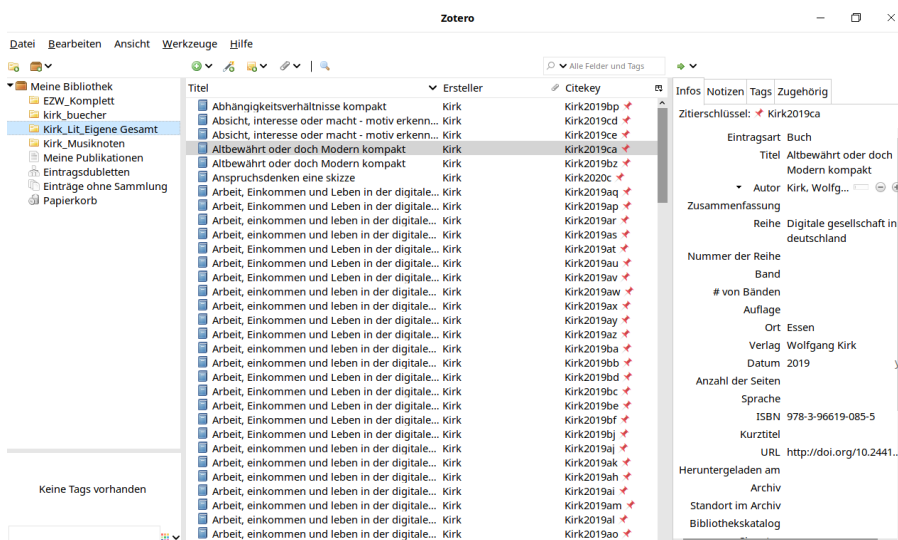 Zotero
Datei Bearbeiten Ansicht Werkzeuge Hilfe
Alle Felder und Tags
Meine Bibliothek
EZW_Komplett
kirk_buecher
Kirk_Lit_Eigene Gesamt
Kirk_Musiknoten
Meine Publikationen
Eintragsdubletten
Einträge ohne Sammlung
Papierkorb
Keine Tags vorhanden
Titel Ersteller Citekey
Abhängigkeitsverhältnisse kompakt Kirk Kirk2019bp
Absicht, interesse oder macht - motiv erkenn... Kirk Kirk2019cd
Absicht, interesse oder macht - motiv erkenn... Kirk Kirk2019ce
Altbewährt oder doch Modern kompakt Kirk Kirk2019ca
Altbewährt oder doch Modern kompakt Kirk Kirk2019bz
Anspruchsdenken eine skizze Kirk Kirk2020c
Arbeit, Einkommen und Leben in der digitale... Kirk Kirk2019aq
Arbeit, Einkommen und Leben in der digitale... Kirk Kirk2019ap
Arbeit, einkommen und leben in der digitale... Kirk Kirk2019ar
Arbeit, einkommen und leben in der digitale... Kirk Kirk2019as
Arbeit, Einkommen und Leben in der digitale... Kirk Kirk2019at
Arbeit, Einkommen und Leben in der digitale... Kirk Kirk2019au
Arbeit, Einkommen und Leben in der digitale... Kirk Kirk2019av
Arbeit, einkommen und leben in der digitale... Kirk Kirk2019aw
Arbeit, einkommen und leben in der digitale... Kirk Kirk2019ax
Arbeit, Einkommen und Leben in der digitale... Kirk Kirk2019ay
Arbeit, Einkommen und Leben in der digitale... Kirk Kirk2019az
Arbeit, einkommen und leben in der digitale... Kirk Kirk2019ba
Arbeit, einkommen und leben in der digitale... Kirk Kirk2019bb
Arbeit, Einkommen und Leben in der digitale... Kirk Kirk2019bd
Arbeit, Einkommen und Leben in der digitale... Kirk Kirk2019bc
Arbeit, einkommen und leben in der digitale... Kirk Kirk2019be
Arbeit, Einkommen und Leben in der digitale... Kirk Kirk2019bf
Arbeit, Einkommen und Leben in der digitale... Kirk Kirk2019bj
Arbeit, einkommen und leben in der digitale... Kirk Kirk2019aj
Arbeit, einkommen und leben in der digitale... Kirk Kirk2019ak
Arbeit, einkommen und leben in der digitale... Kirk Kirk2019ah
Arbeit, einkommen und leben in der digitale... Kirk Kirk2019ai
Arbeit, einkommen und leben in der digitale... Kirk Kirk2019am
Arbeit, einkommen und leben in der digitale... Kirk Kirk2019al
Arbeit, einkommen und leben in der digitale... Kirk Kirk2019ao
Infos Notizen Tags Zugehörig
Zitierschlüssel: Kirk2019ca
Eintragsart Buch
Titel Altbewährt oder doch
Modern kompakt
Autor Kirk, Wolfg...
Zusammenfassung
Reihe Digitale gesellschaft in
deutschland
Nummer der Reihe
Band
# von Bänden
Auflage
Ort Essen
Verlag Wolfgang Kirk
Datum 2019
Anzahl der Seiten
Sprache
ISBN 978-3-96619-085-5
Kurztitel
URL http://doi.org/10.2441...
Heruntergeladen am
Archiv
Standort im Archiv
Bibliothekskatalog